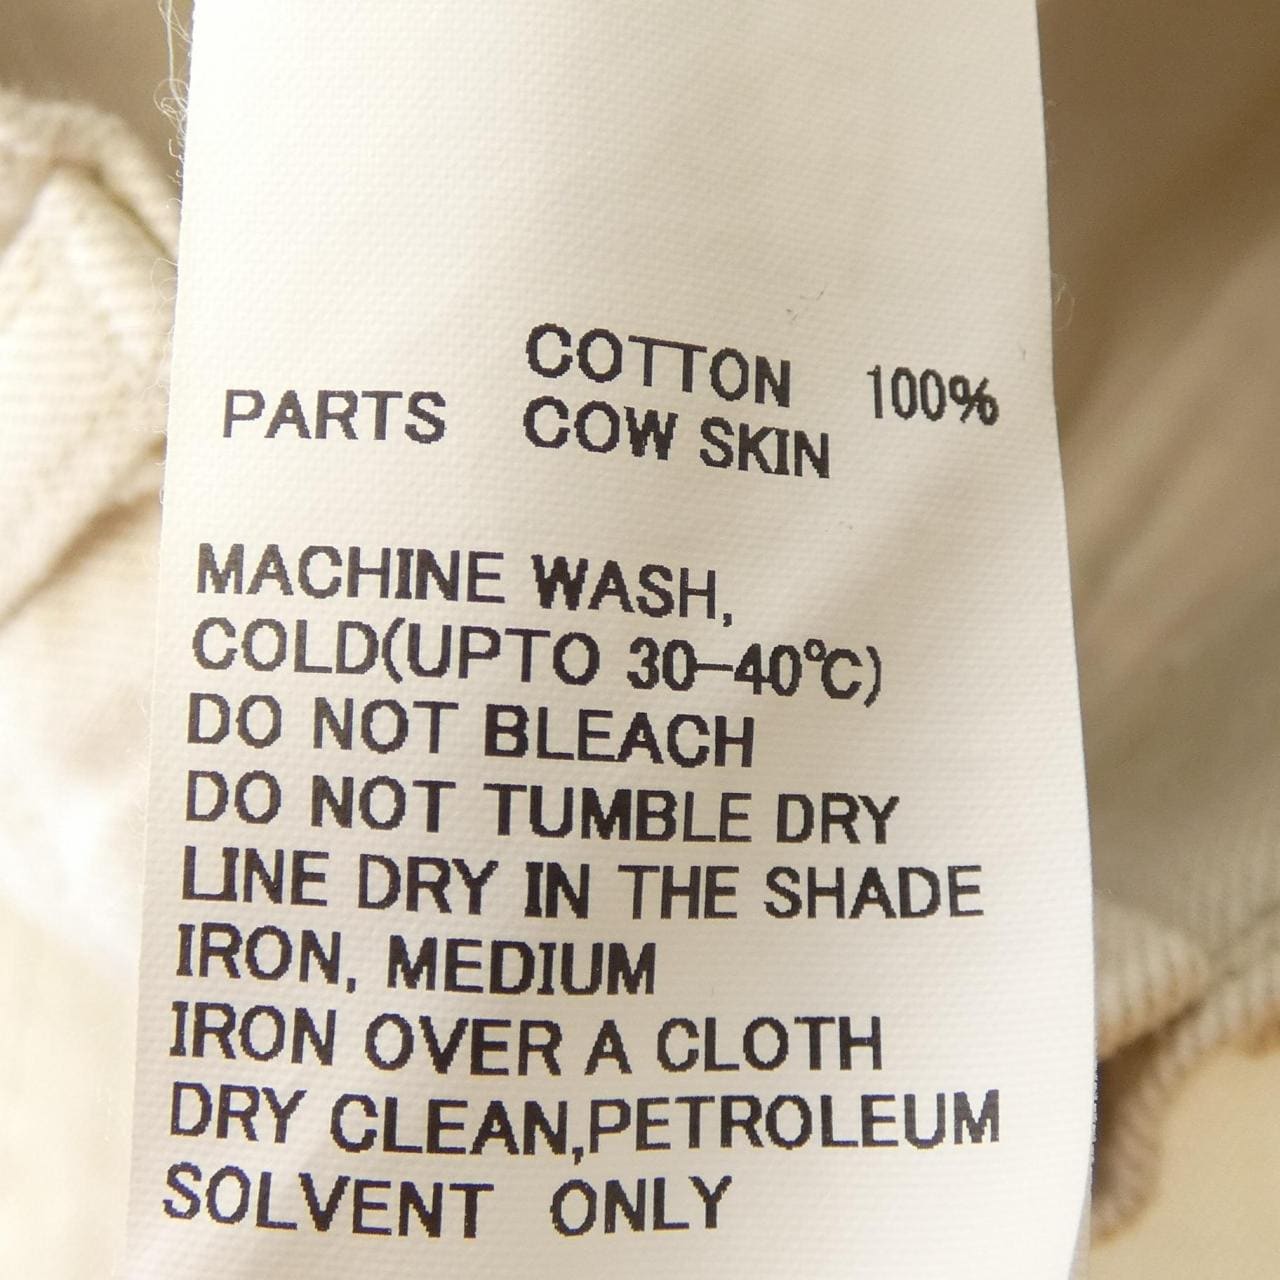 COTTON 100%
PARTS COW SKIN
MACHINE WASH,
COLD(UPTO 30-40℃)
DO NOT BLEACH
DO NOT TUMBLE DRY
LINE DRY IN THE SHADE
IRON, MEDIUM
IRON OVER A CLOTH
DRY CLEAN,PETROLEUM
SOLVENT ONLY